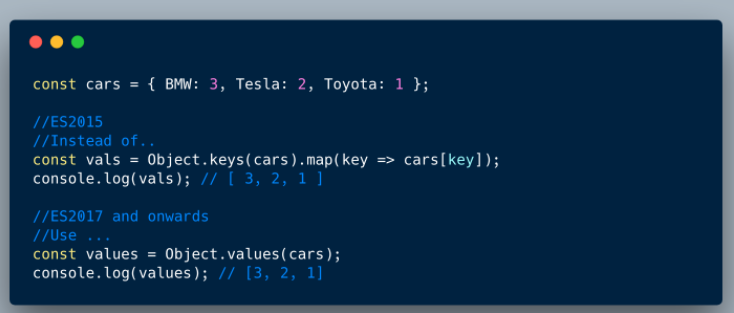 const cars = { BMW: 3, Tesla: 2, Toyota: 1 };
//ES2015
//Instead of..
const vals = Object.keys(cars).map(key => cars[key]);
console.log(vals); // [ 3, 2, 1 ]
//ES2017 and onwards
//Use ...
const values = Object.values(cars);
console.log(values); // [3, 2, 1]